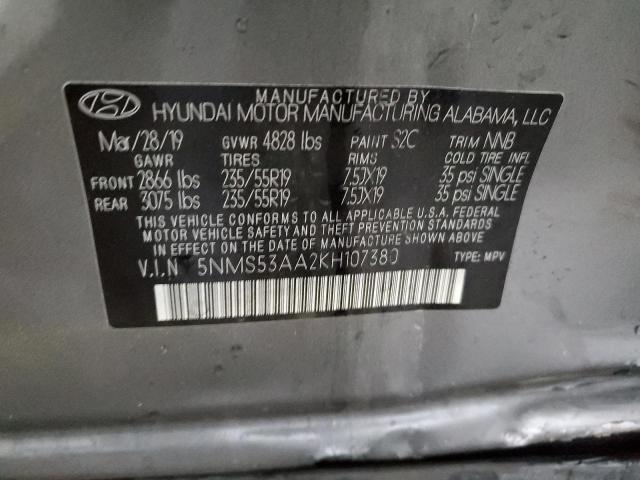 MANUFACTURED BY
HYUNDAI MOTOR MANUFACTURING ALABAMA, LLC
Mar/28/19 GVWR 4828 lbs PAINT S2C TRIM NNB
GAWR TIRES RIMS COLD TIRE INFL
FRONT 2866 lbs 235/55R19 7.5JX19 35 psi SINGLE
REAR 3075 lbs 235/55R19 7.5JX19 35 psi SINGLE
THIS VEHICLE CONFORMS TO ALL APPLICABLE U.S.A. FEDERAL
MOTOR VEHICLE SAFETY AND THEFT PREVENTION STANDARDS
IN EFFECT ON THE DATE OF MANUFACTURE SHOWN ABOVE.
V.I.N 5NMS53AA2KH107380 TYPE: MPV